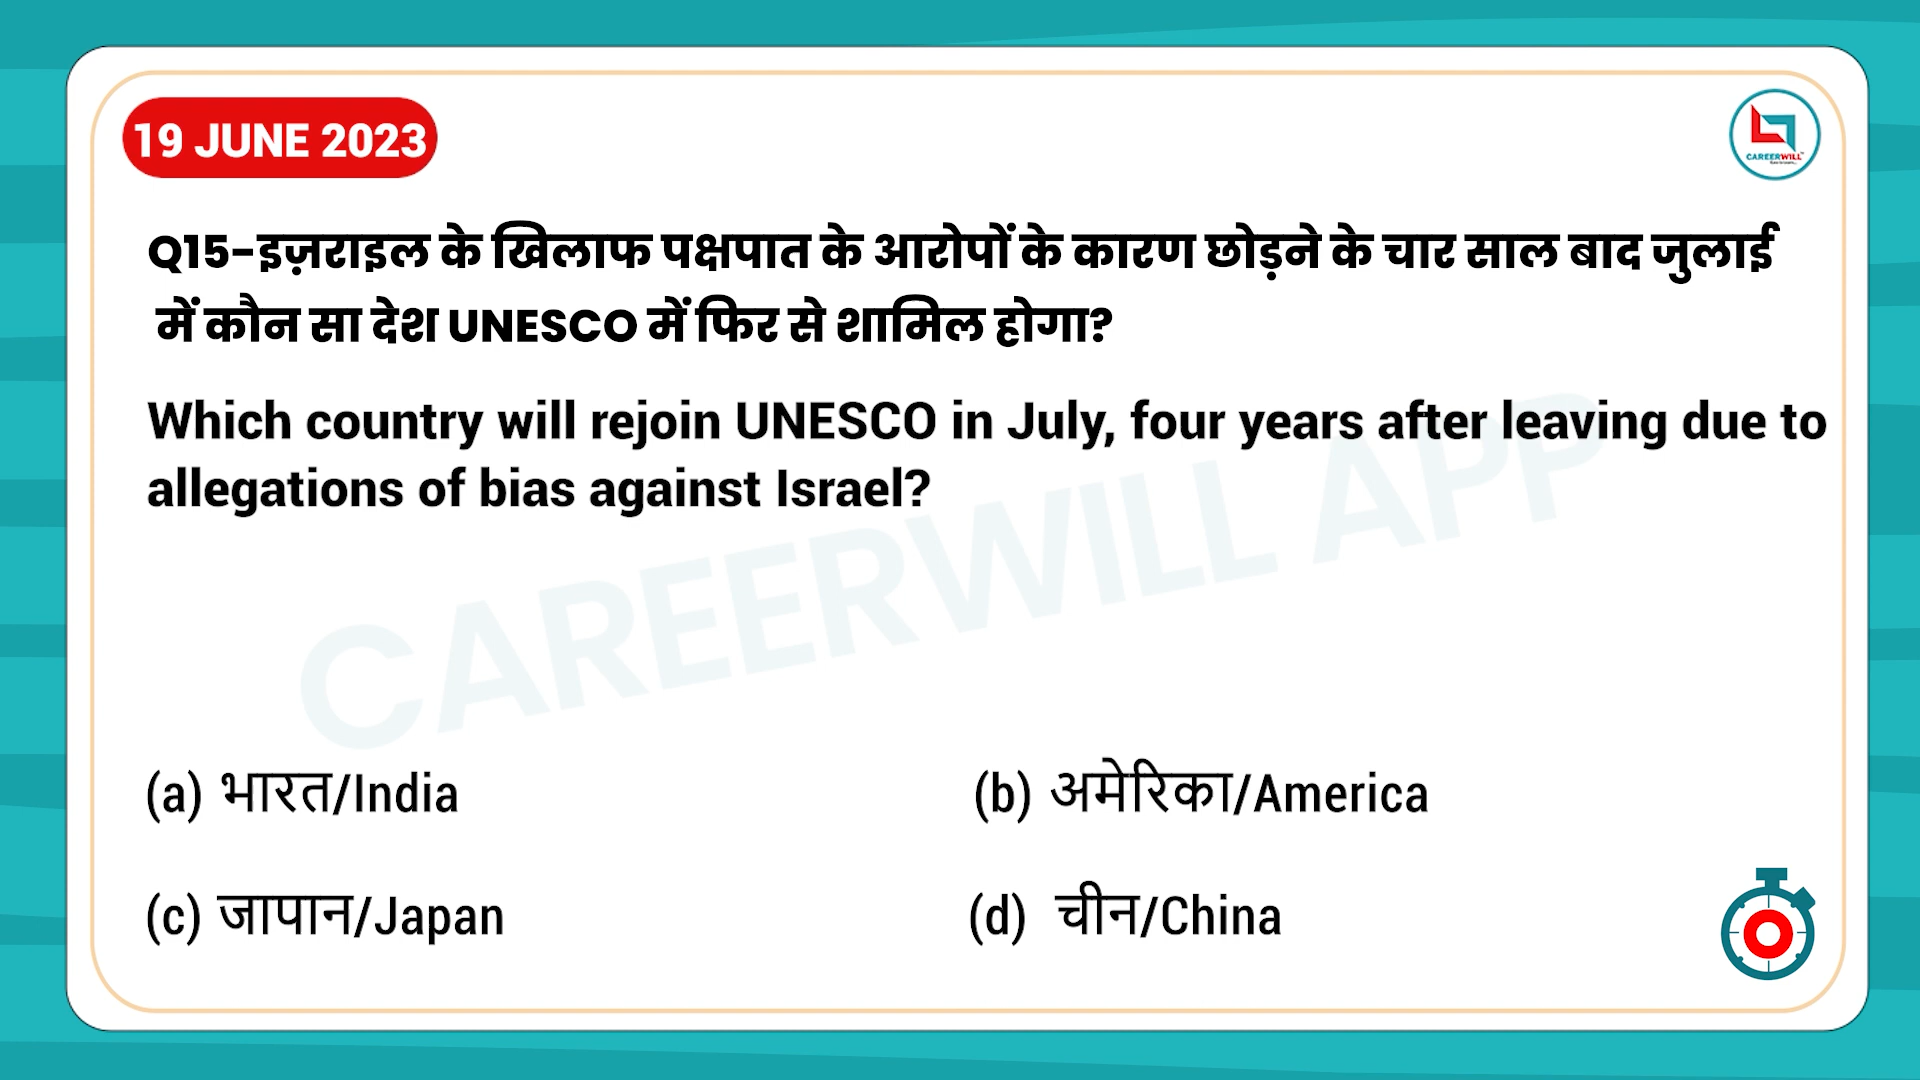 19 JUNE 2023
CAREERWILL
Q15-इज़राइल के खिलाफ पक्षपात के आरोपों के कारण छोड़ने के चार साल बाद जुलाई
में कौन सा देश UNESCO में फिर से शामिल होगा?
Which country will rejoin UNESCO in July, four years after leaving due to
allegations of bias against Israel?
CAREERWILL APP
(a) भारत/India
(b) अमेरिका/America
(c) जापान/Japan
(d) चीन/China